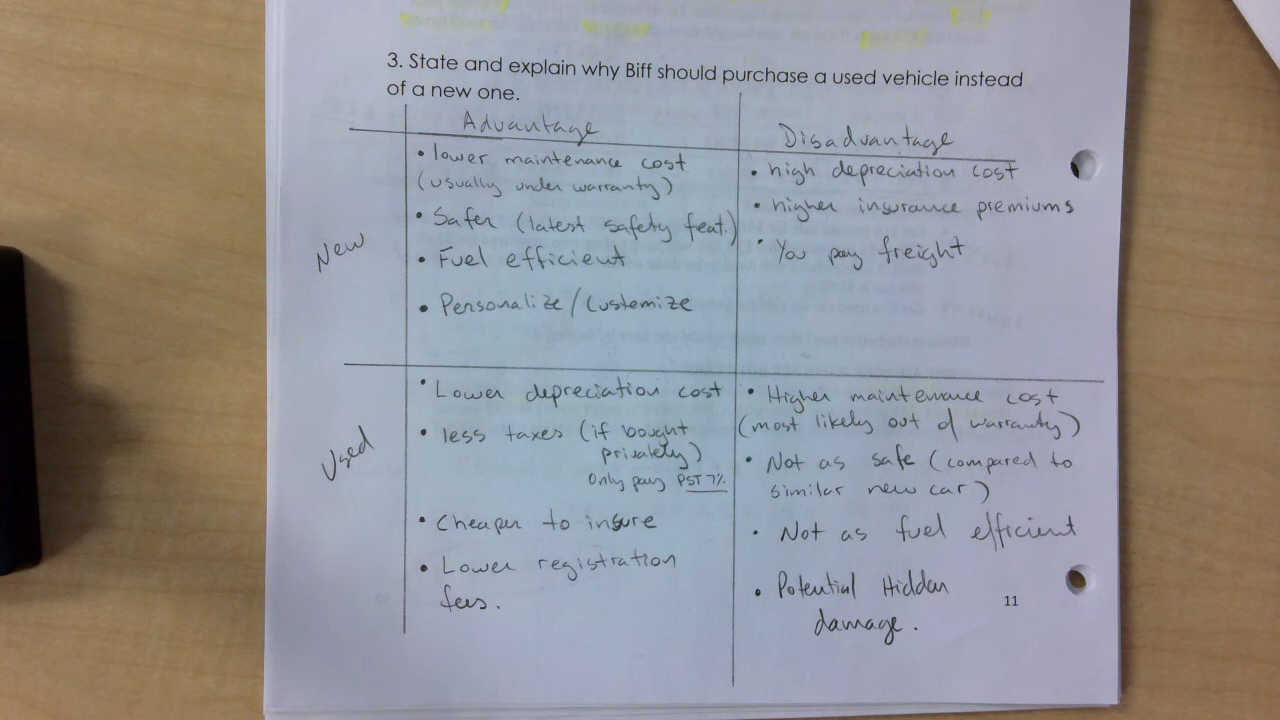 3. State and explain why Biff should purchase a used vehicle instead
of a new one.
Advantage
Disadvantage
New
• lower maintenance cost
(usually under warranty)
• Safer (latest safety feat.)
• Fuel efficient
• Personalize/Custemize
• high depreciation cost
• higher insurance premiums
• You pay freight
Used
• Lower depreciation cost
• less taxes (if bought
privately)
Only pay PST 7%
• Cheaper to insure
• Lower registration
fees.
• Higher maintenance cost
(most likely out of warranty)
• Not as safe (compared to
similar new car)
• Not as fuel efficient
• Potential Hidden
damage.
11